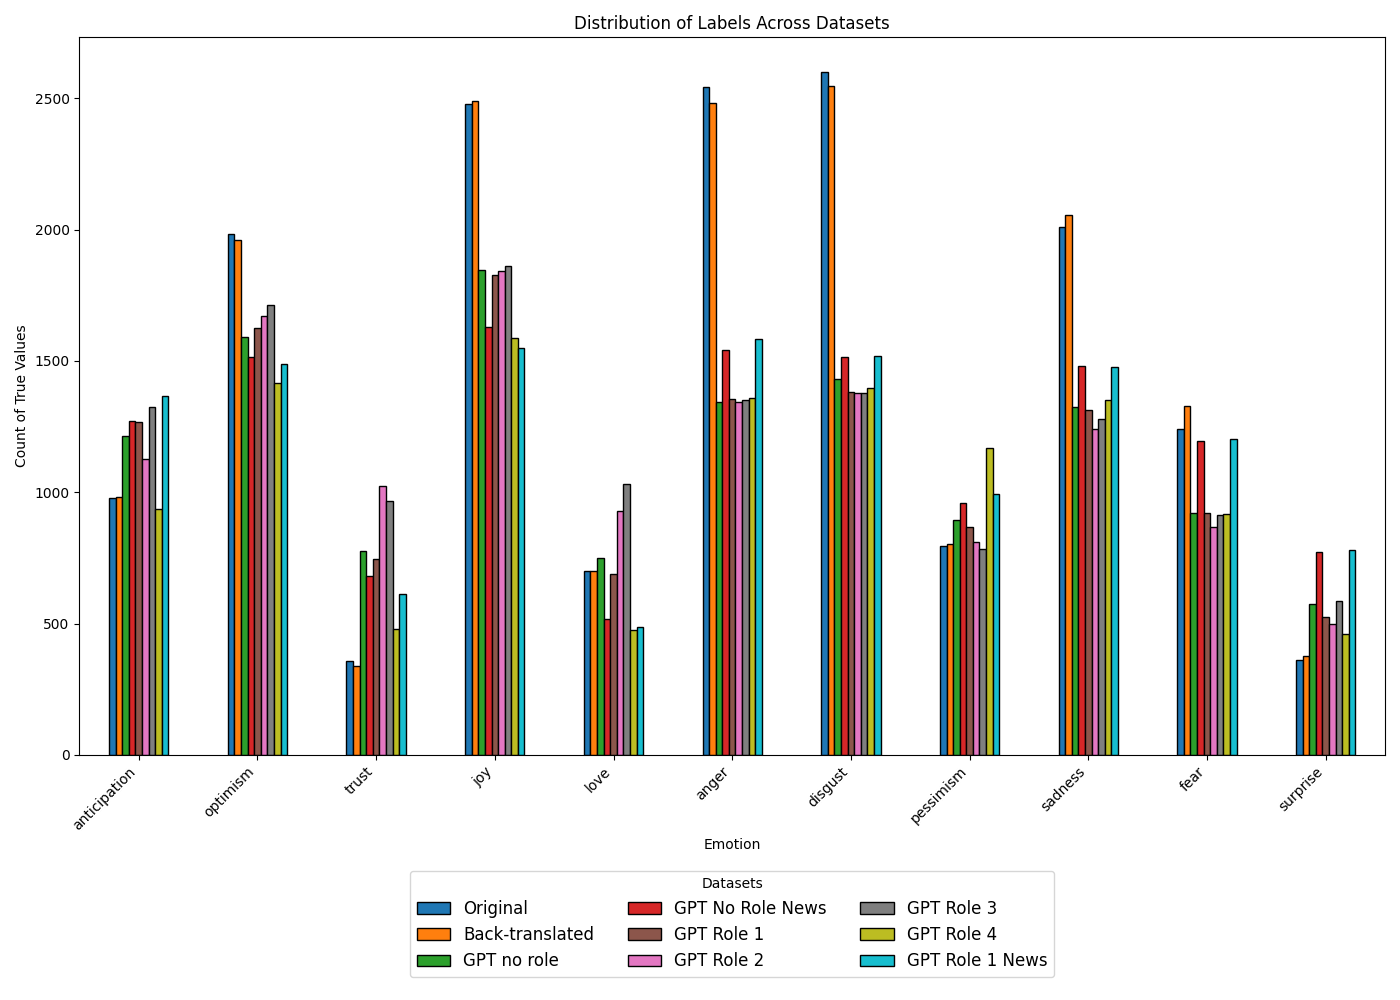 Distribution of Labels Across Datasets
Count of True Values
2500
2000
1500
1000
500
0
anticipation
optimism
trust
joy
love
anger
disgust
pessimism
sadness
fear
surprise
Emotion
Datasets
Original
Back-translated
GPT no role
GPT No Role News
GPT Role 1
GPT Role 2
GPT Role 3
GPT Role 4
GPT Role 1 News